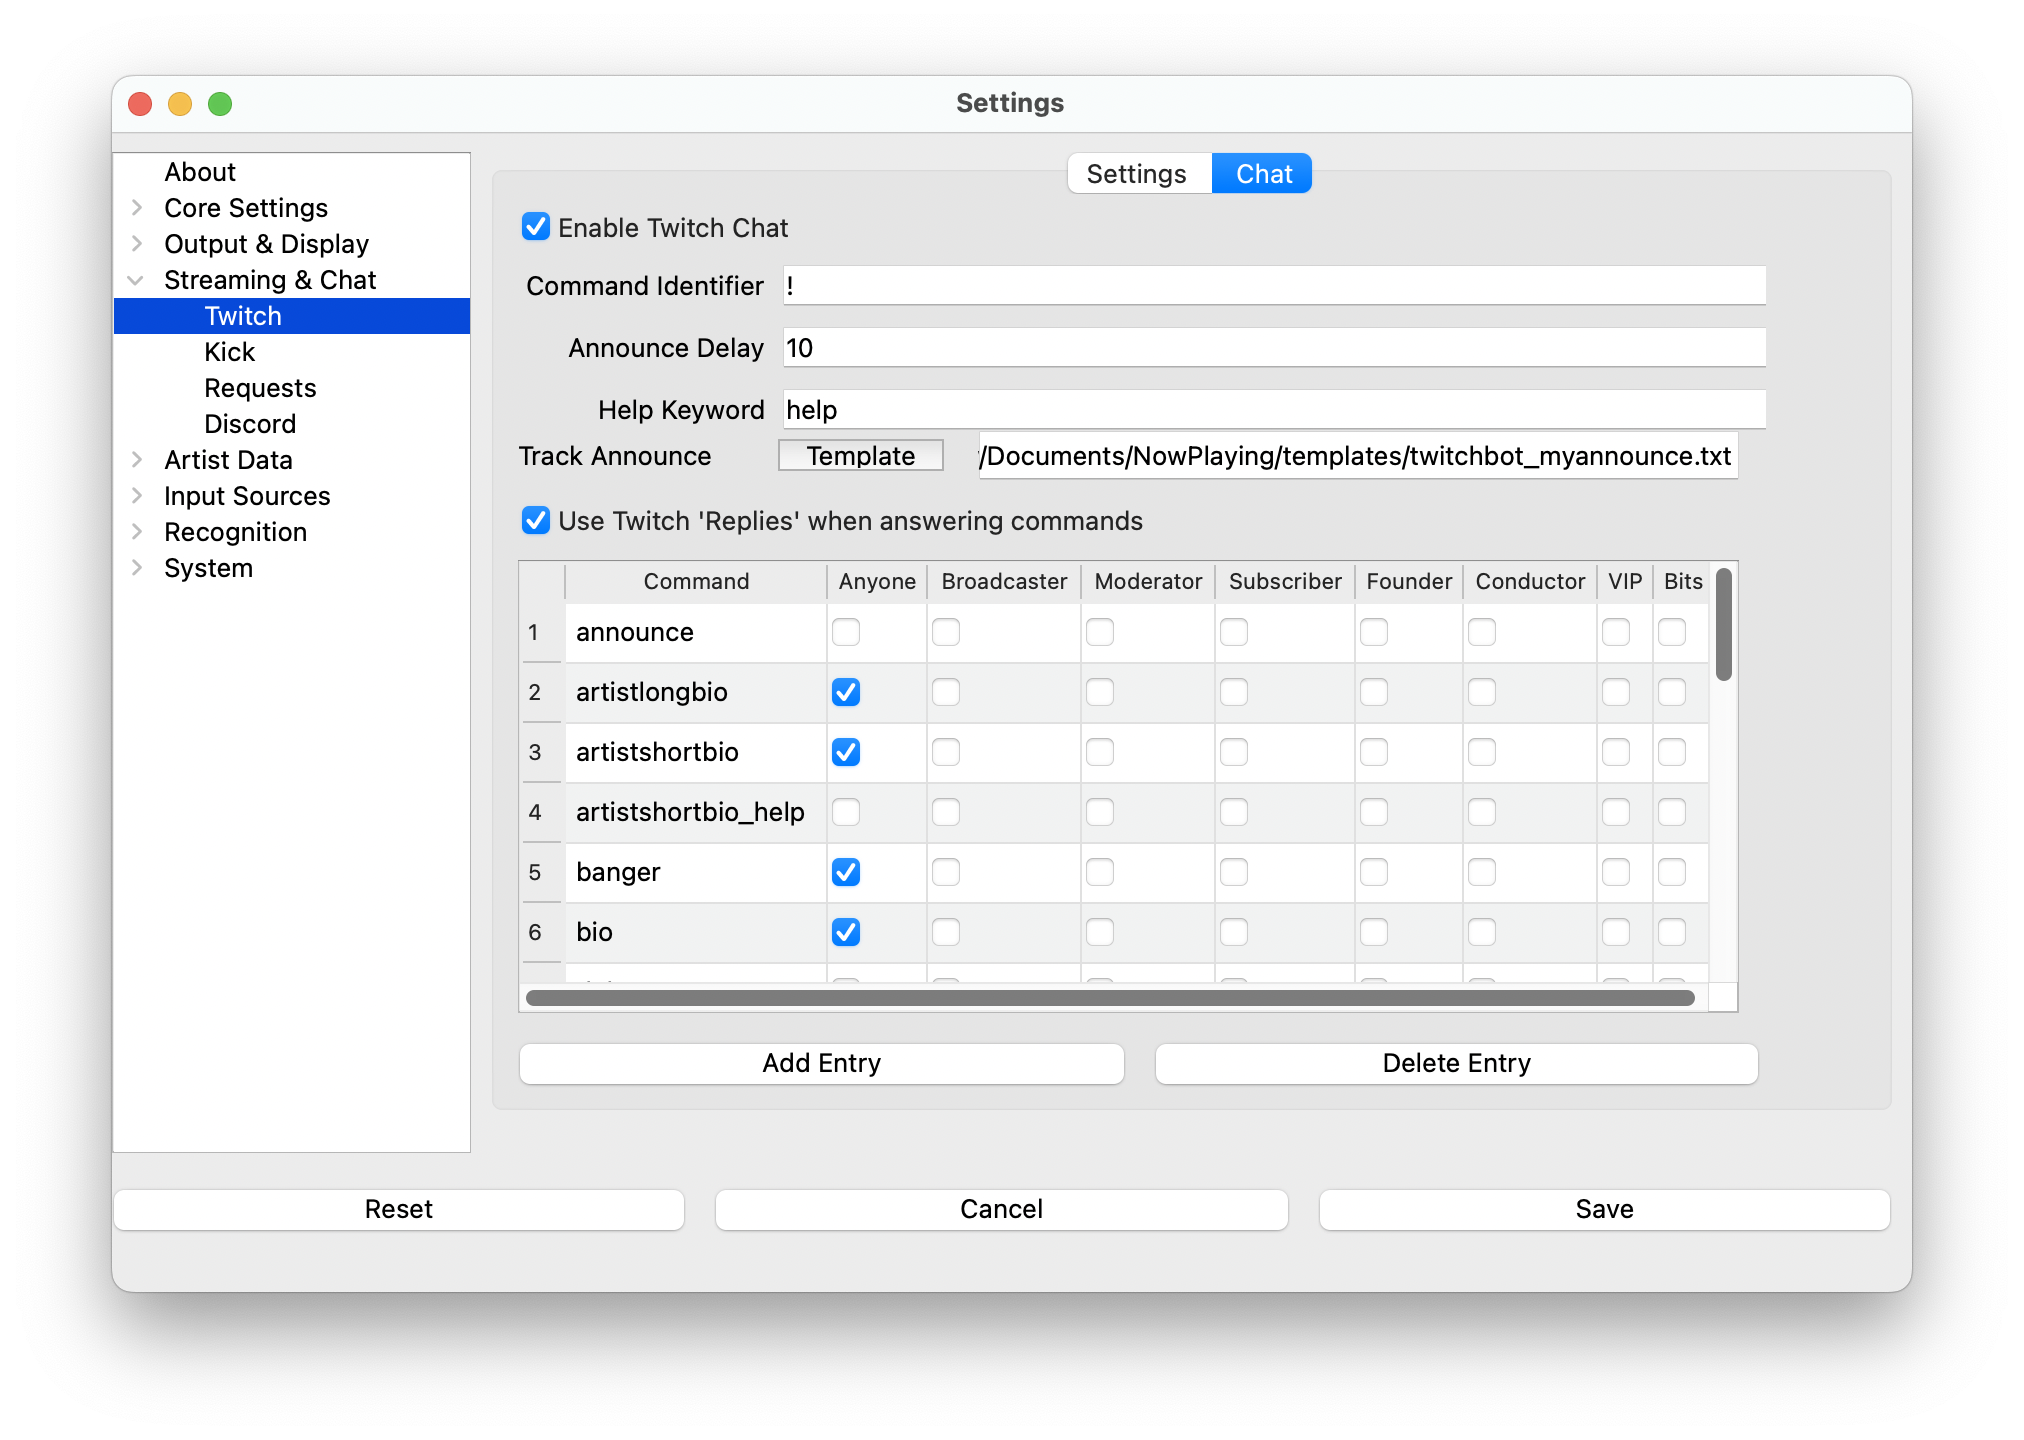 Settings
About
Core Settings
Output & Display
Streaming & Chat
Twitch
Kick
Requests
Discord
Artist Data
Input Sources
Recognition
System
Settings Chat
Enable Twitch Chat
Command Identifier !
Announce Delay 10
Help Keyword help
Track Announce Template /Documents/NowPlaying/templates/twitchbot_myannounce.txt
Use Twitch 'Replies' when answering commands
Command Anyone Broadcaster Moderator Subscriber Founder Conductor VIP Bits
1 announce
2 artistlongbio
3 artistshortbio
4 artistshortbio_help
5 banger
6 bio
Add Entry Delete Entry
Reset Cancel Save